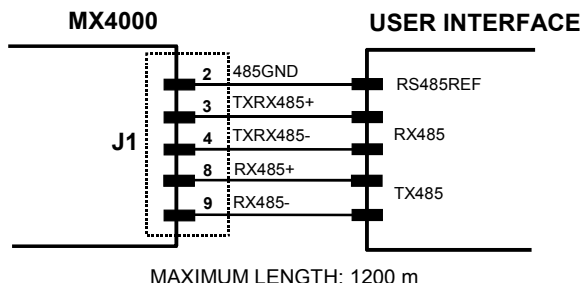 MX4000 USER INTERFACE
2 485GND RS485REF
3 TXRX485+
J1 4 TXRX485- RX485
8 RX485+
TX485
9 RX485-
MAXIMUM LENGTH: 1200 m